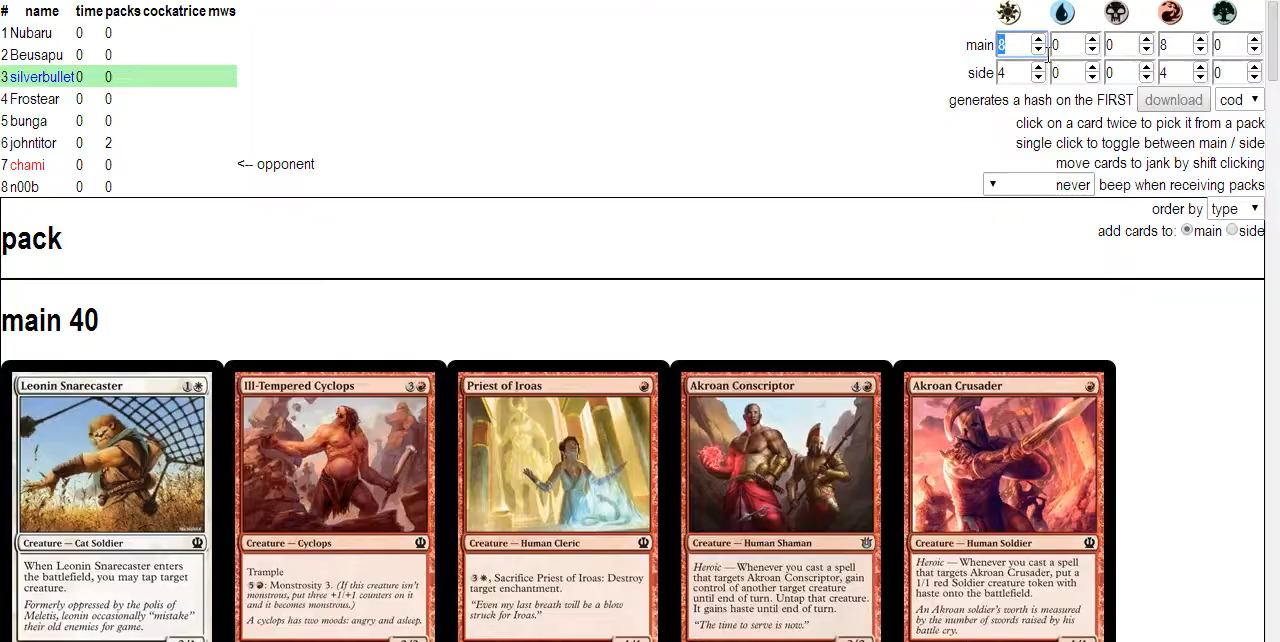 # name time packs cockatrice mws
1 Nubaru 0 0
2 Beusapu 0 0
3 silverbullet 0 0
4 Frostear 0 0
5 bunga 0 0
6 johntitor 0 2
7 chami 0 0 <-- opponent
8 n00b 0 0
main 8 0 0 8 0
side 4 0 0 4 0
generates a hash on the FIRST download cod
click on a card twice to pick it from a pack
single click to toggle between main / side
move cards to jank by shift clicking
never beep when receiving packs
order by type
add cards to: main side
pack
main 40
Leonin Snarecaster 1
Creature — Cat Soldier
When Leonin Snarecaster enters
the battlefield, you may tap target
creature.
Formerly oppressed by the polis of
Meletis, leonin occasionally “mistake”
their old enemies for game.
Ill-Tempered Cyclops 3
Creature — Cyclops
Trample
5: Monstrosity 3. (If this creature isn't
monstrous, put three +1/+1 counters on it
and it becomes monstrous.)
A cyclops has two moods: angry and asleep.
Priest of Iroas
Creature — Human Cleric
3, Sacrifice Priest of Iroas: Destroy
target enchantment.
“Even my last breath will be a blow
struck for Iroas.”
Akroan Conscriptor 4
Creature — Human Shaman
Heroic — Whenever you cast a spell
that targets Akroan Conscriptor, gain
control of another target creature
until end of turn. Untap that creature.
It gains haste until end of turn.
“The time to serve is now.”
Akroan Crusader
Creature — Human Soldier
Heroic — Whenever you cast a spell
that targets Akroan Crusader, put a
1/1 red Soldier creature token with
haste onto the battlefield.
An Akroan soldier's worth is measured
by the number of swords raised by his
battle cry.